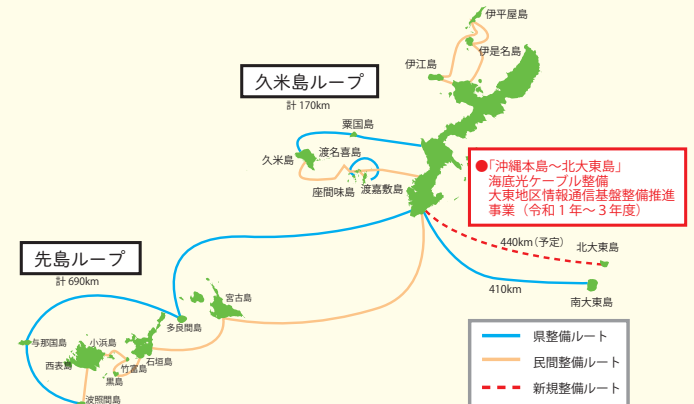 伊平屋島
伊是名島
伊江島
久米島ループ
計 170km
粟国島
久米島
渡名喜島
座間味島
渡嘉敷島
●「沖縄本島～北大東島」
海底光ケーブル整備
大東地区情報通信基盤整備推進
事業（令和１年～３年度）
440km（予定）
北大東島
410km
南大東島
先島ループ
計 690km
宮古島
多良間島
与那国島
小浜島
西表島
石垣島
竹富島
黒島
波照間島
県整備ルート
民間整備ルート
新規整備ルート